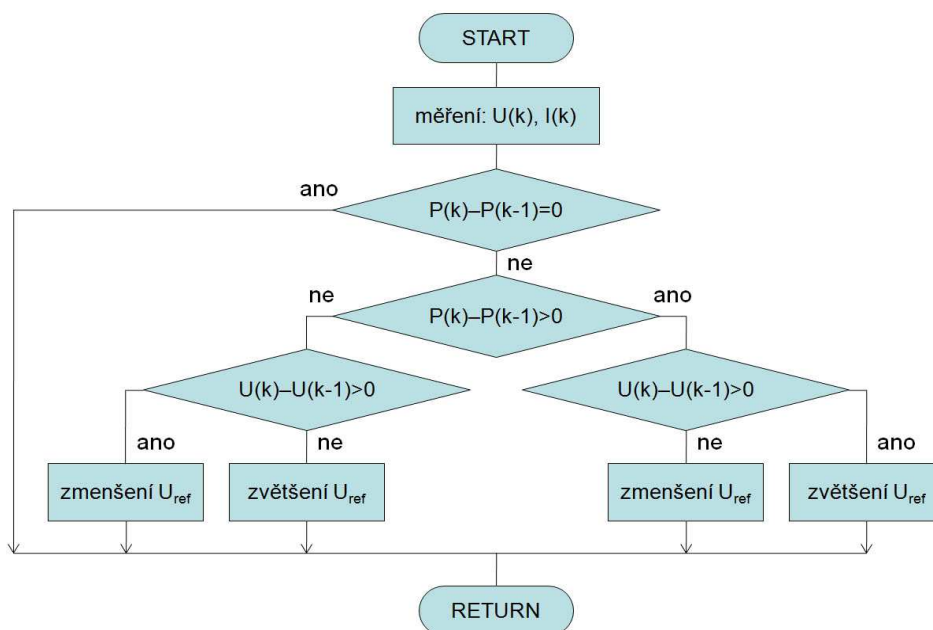 START
měření: U(k), I(k)
ano
P(k)–P(k-1)=0
ne
ne
ano
P(k)–P(k-1)>0
U(k)–U(k-1)>0
U(k)–U(k-1)>0
ano
ne
ne
ano
zmenšení Uref
zvětšení Uref
zmenšení Uref
zvětšení Uref
RETURN